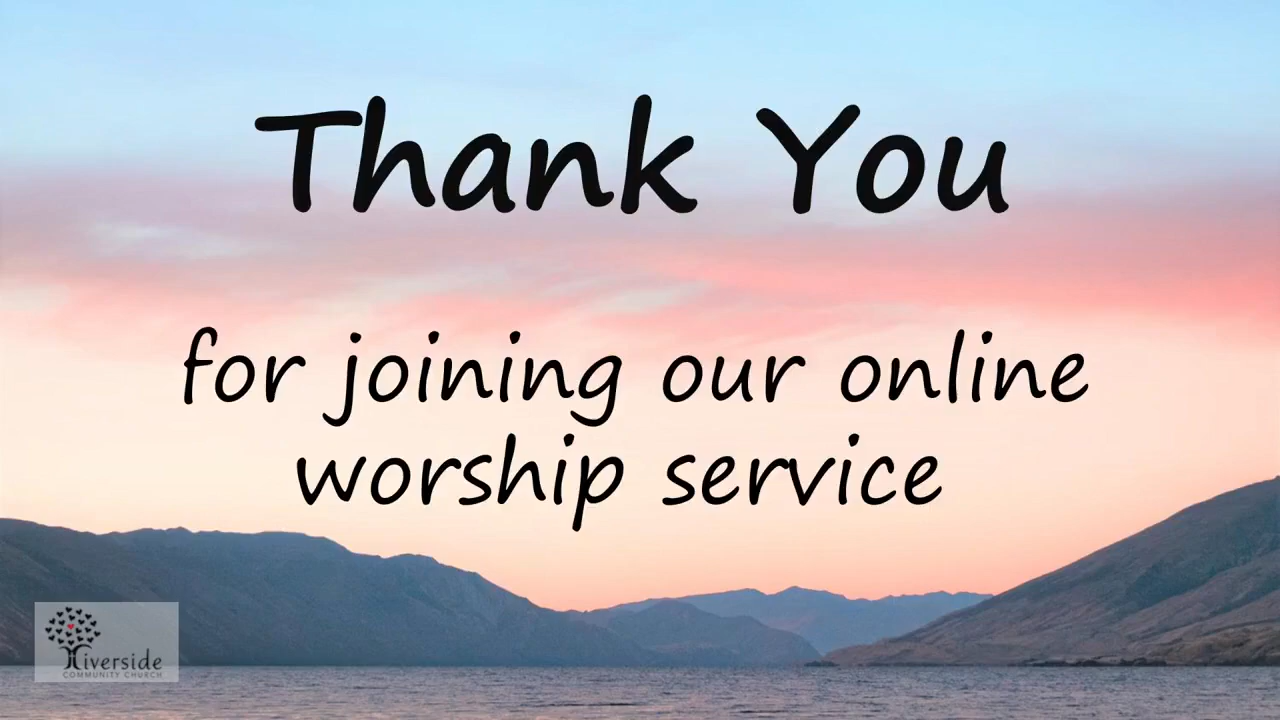 Thank You
for joining our online
worship service
Riverside
COMMUNITY CHURCH